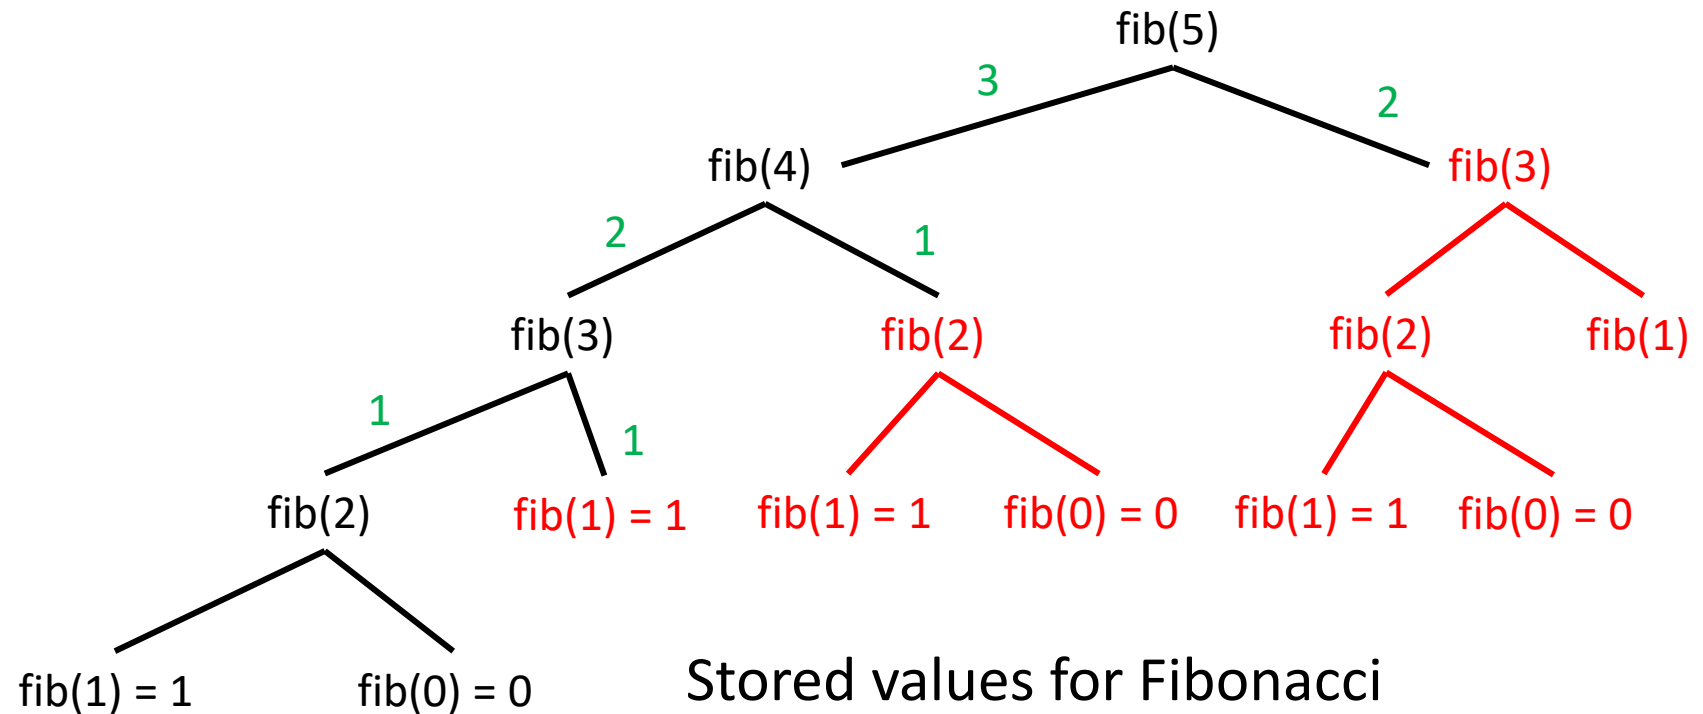 fib(5)
3
2
fib(4)
fib(3)
2
1
fib(3)
fib(2)
fib(2)
fib(1)
1
1
fib(2)
fib(1) = 1
fib(1) = 1
fib(0) = 0
fib(1) = 1
fib(0) = 0
fib(1) = 1
fib(0) = 0
Stored values for Fibonacci